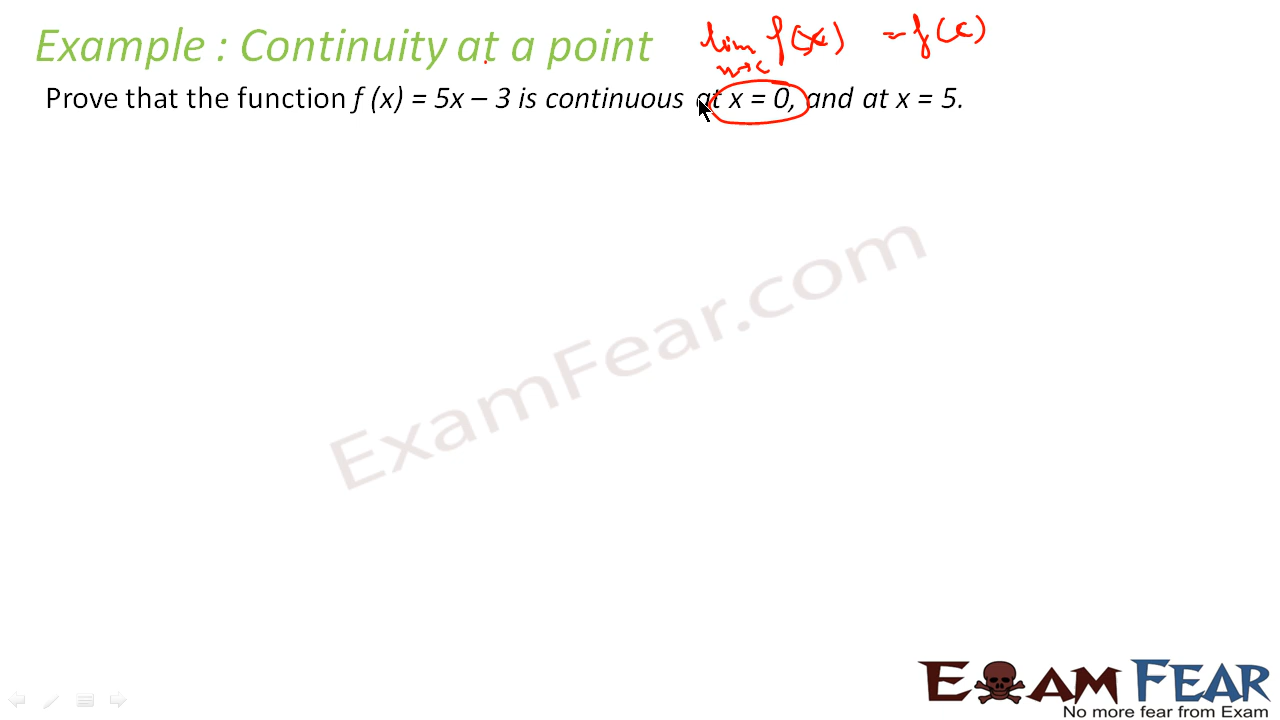 Example : Continuity at a point
lim f(x) = f(c)
x→c
Prove that the function f (x) = 5x – 3 is continuous at x = 0, and at x = 5.
ExamFear.com
EXAM FEAR
No more fear from Exam